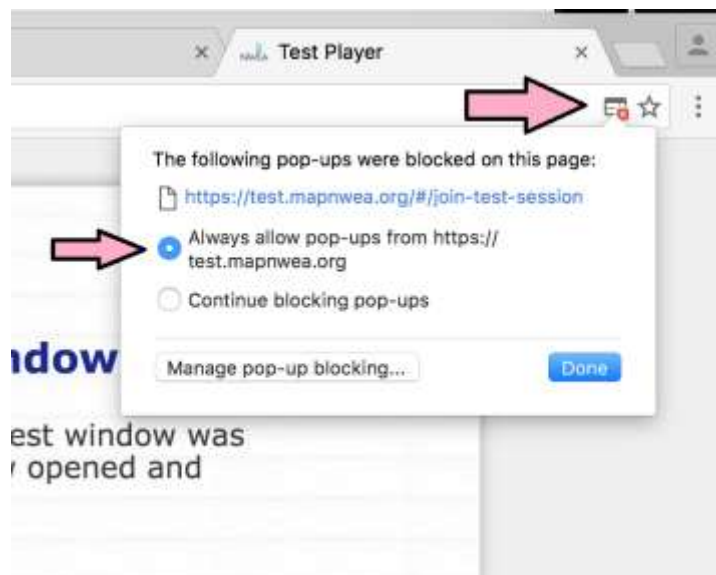 Test Player
The following pop-ups were blocked on this page:
https://test.mapnwea.org/#/join-test-session
Always allow pop-ups from https://
test.mapnwea.org
Continue blocking pop-ups
Manage pop-up blocking...
Done
ndow
est window was
opened and